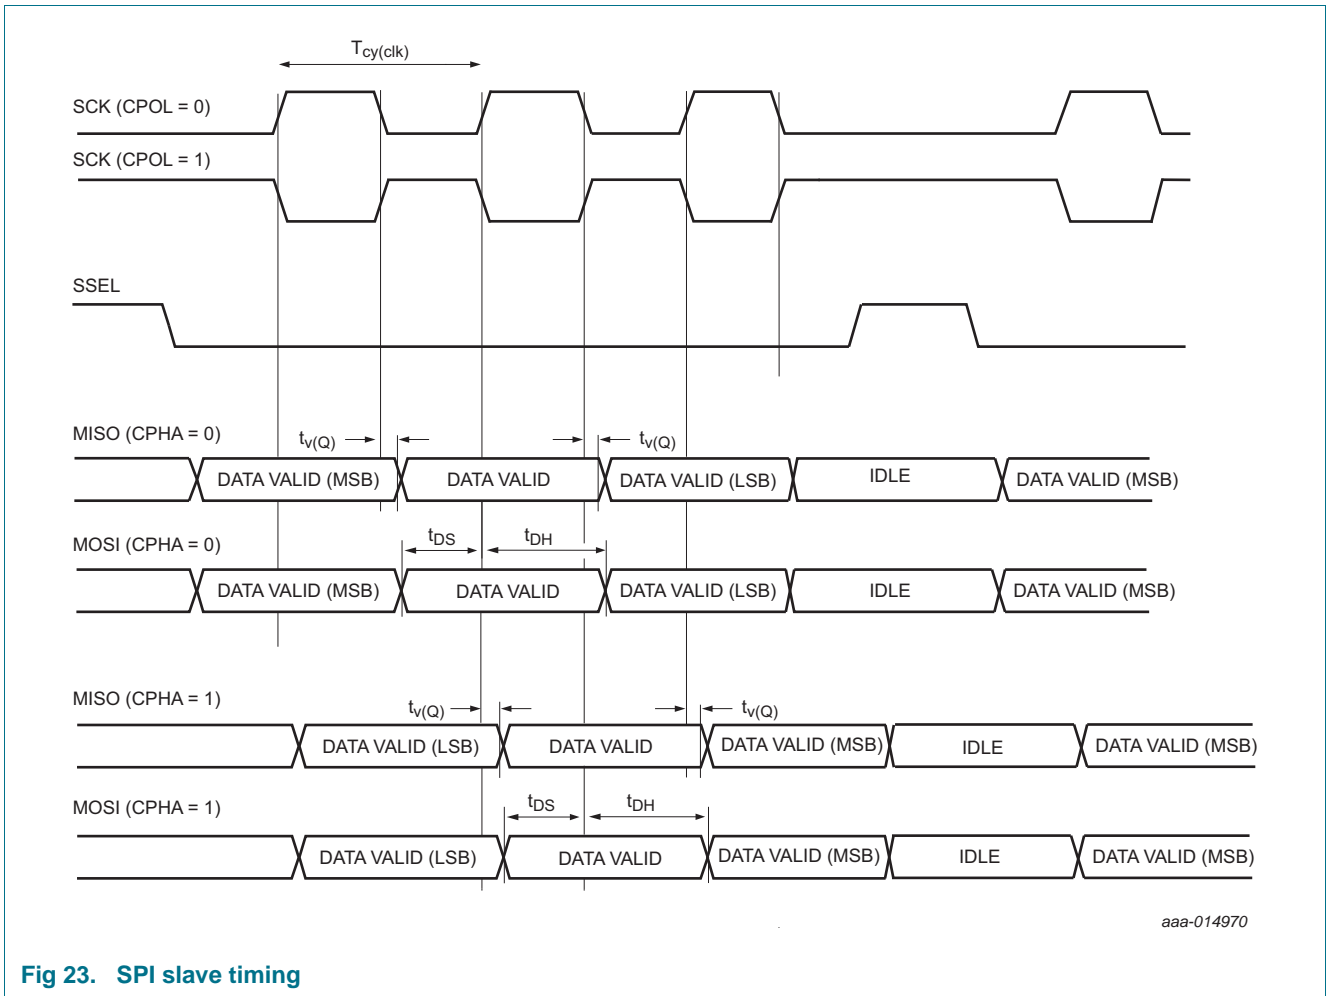 Tcy(clk)
SCK (CPOL = 0)
SCK (CPOL = 1)
SSEL
MISO (CPHA = 0)
tv(Q) tv(Q)
DATA VALID (MSB) DATA VALID DATA VALID (LSB) IDLE DATA VALID (MSB)
tDS tDH
MOSI (CPHA = 0)
DATA VALID (MSB) DATA VALID DATA VALID (LSB) IDLE DATA VALID (MSB)
MISO (CPHA = 1)
tv(Q) tv(Q)
DATA VALID (LSB) DATA VALID DATA VALID (MSB) IDLE DATA VALID (MSB)
tDS tDH
MOSI (CPHA = 1)
DATA VALID (LSB) DATA VALID DATA VALID (MSB) IDLE DATA VALID (MSB)
aaa-014970
Fig 23. SPI slave timing